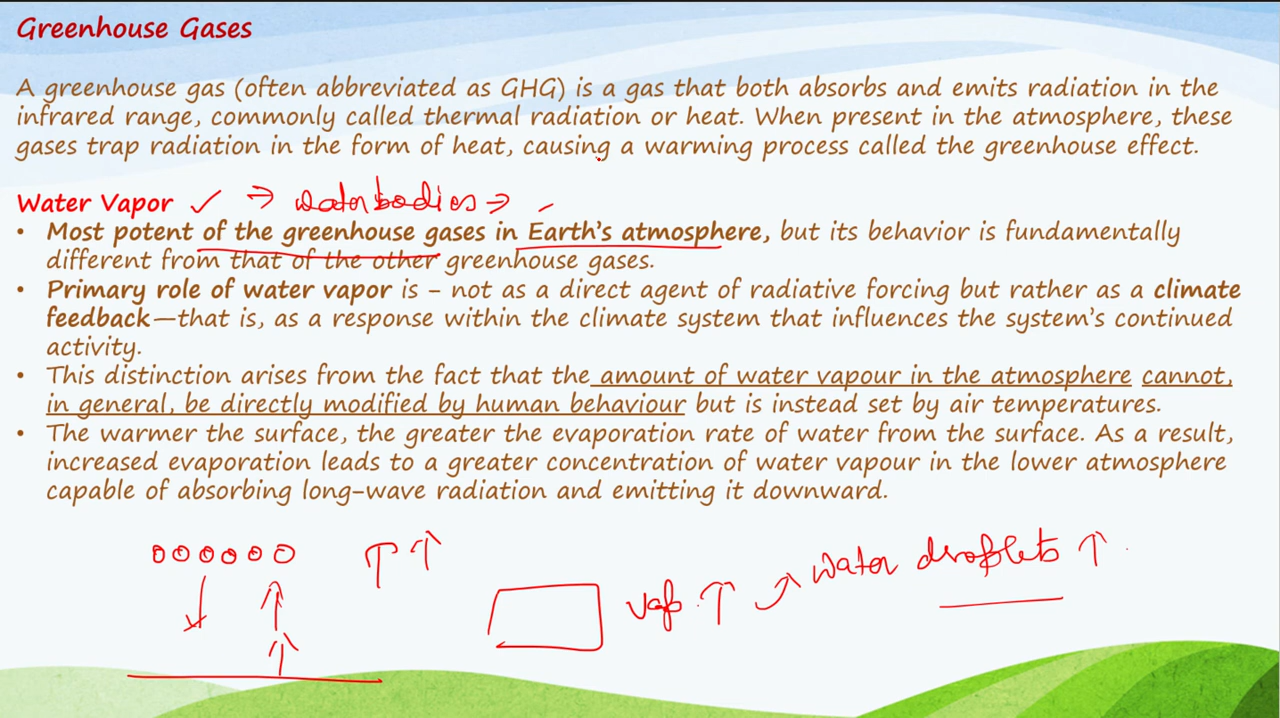 Greenhouse Gases
A greenhouse gas (often abbreviated as GHG) is a gas that both absorbs and emits radiation in the
infrared range, commonly called thermal radiation or heat. When present in the atmosphere, these
gases trap radiation in the form of heat, causing a warming process called the greenhouse effect.
Water Vapor ✓ → waterbodies →
• Most potent of the greenhouse gases in Earth's atmosphere, but its behavior is fundamentally
different from that of the other greenhouse gases.
• Primary role of water vapor is – not as a direct agent of radiative forcing but rather as a climate
feedback—that is, as a response within the climate system that influences the system's continued
activity.
• This distinction arises from the fact that the amount of water vapour in the atmosphere cannot,
in general, be directly modified by human behaviour but is instead set by air temperatures.
• The warmer the surface, the greater the evaporation rate of water from the surface. As a result,
increased evaporation leads to a greater concentration of water vapour in the lower atmosphere
capable of absorbing long-wave radiation and emitting it downward.
T ↑
Vap. ↑ → water droplets ↑